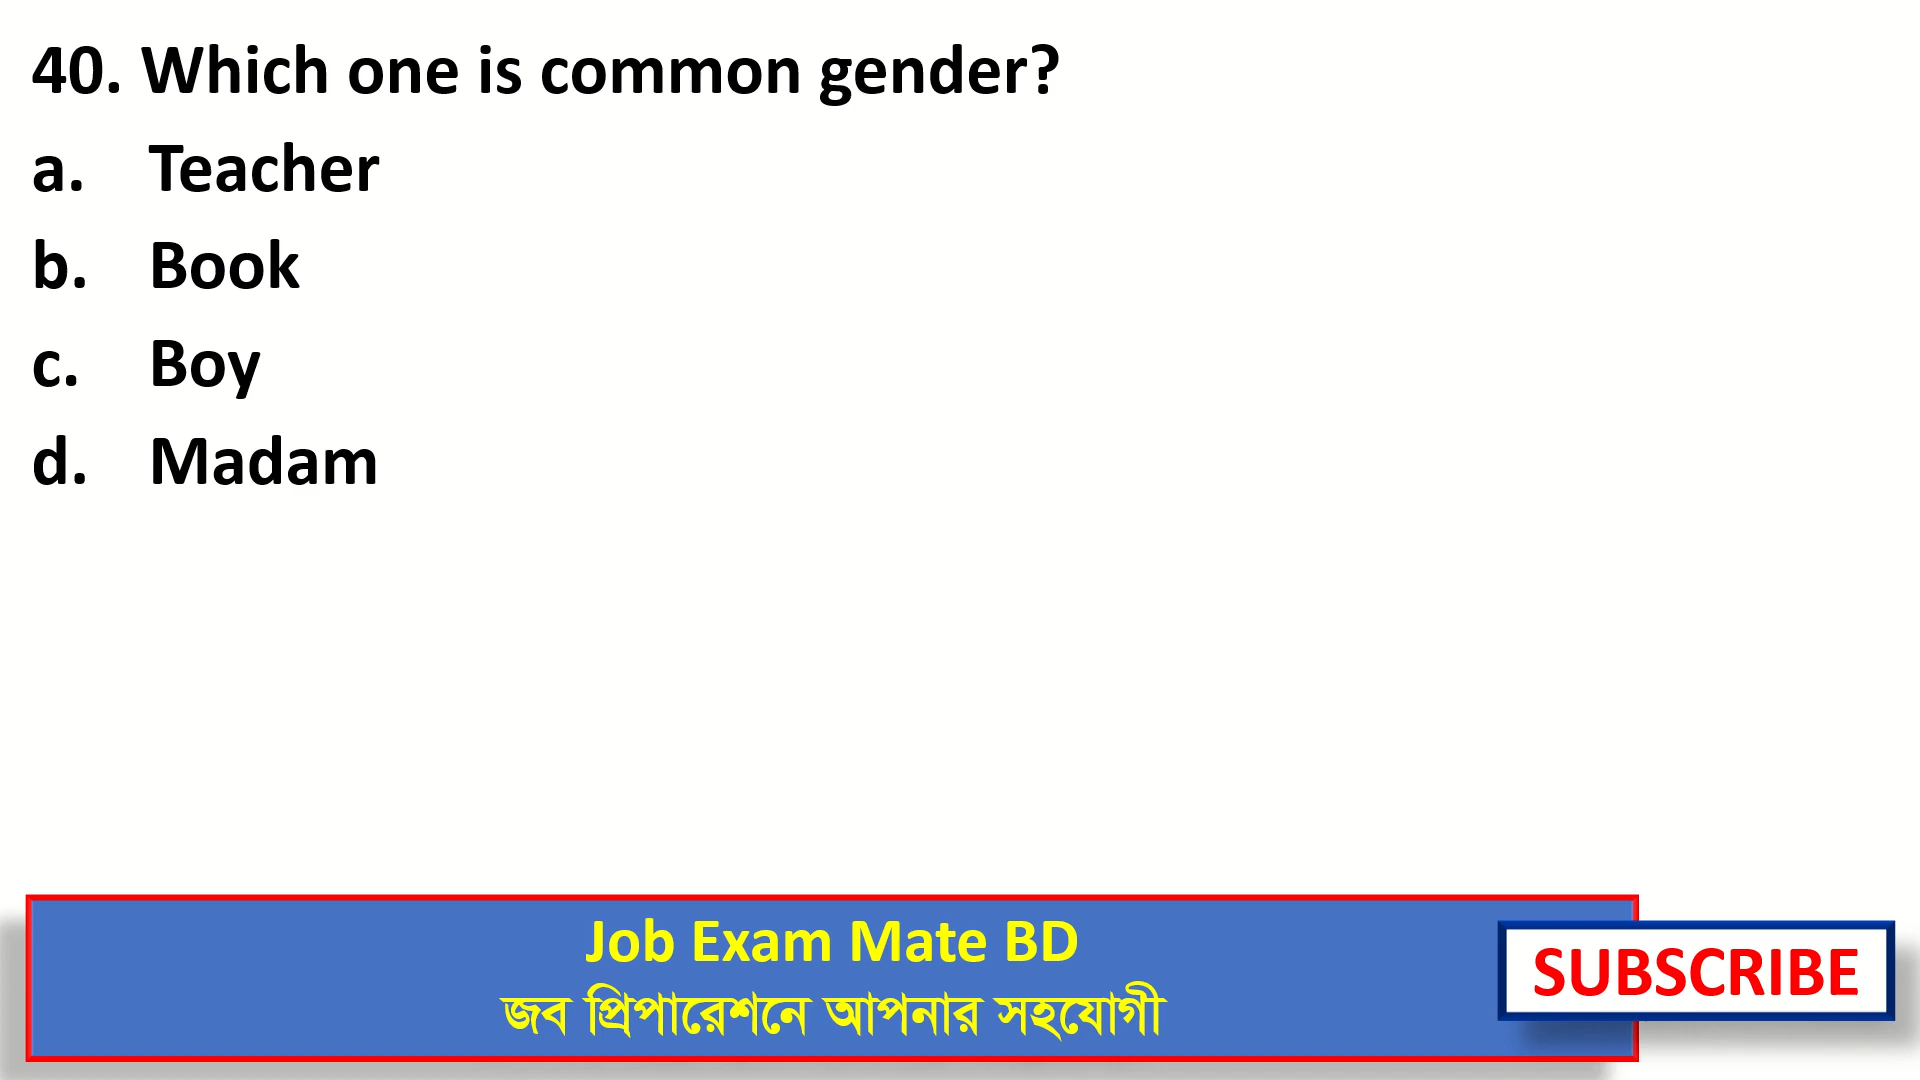 40. Which one is common gender?
a. Teacher
b. Book
c. Boy
d. Madam
Job Exam Mate BD
জব প্রিপারেশনে আপনার সহযোগী
SUBSCRIBE